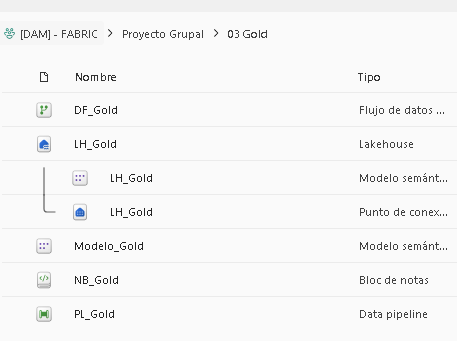 [DAM] - FABRIC > Proyecto Grupal > 03 Gold
Nombre Tipo
DF_Gold Flujo de datos ...
LH_Gold Lakehouse
LH_Gold Modelo semánt...
LH_Gold Punto de conex...
Modelo_Gold Modelo semánt...
NB_Gold Bloc de notas
PL_Gold Data pipeline